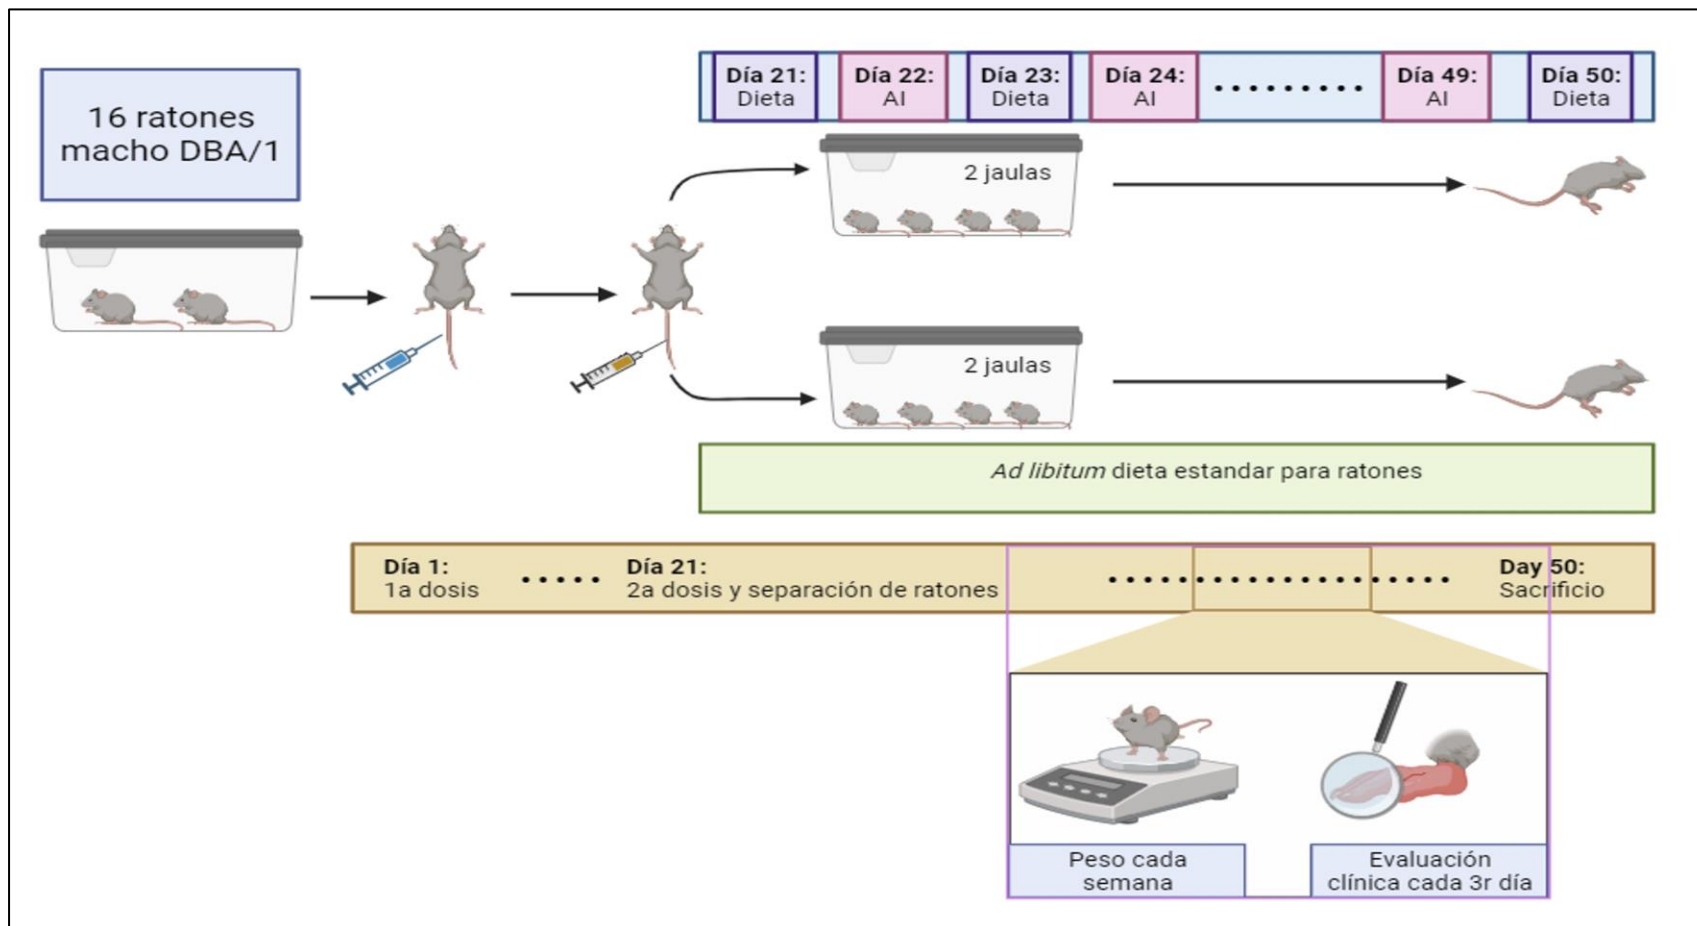 16 ratones
macho DBA/1
Día 21:
Dieta
Día 22:
AI
Día 23:
Dieta
Día 24:
AI
Día 49:
AI
Día 50:
Dieta
2 jaulas
2 jaulas
Ad libitum dieta estandar para ratones
Día 1:
1a dosis
Día 21:
2a dosis y separación de ratones
Day 50:
Sacrificio
Peso cada
semana
Evaluación
clínica cada 3r día